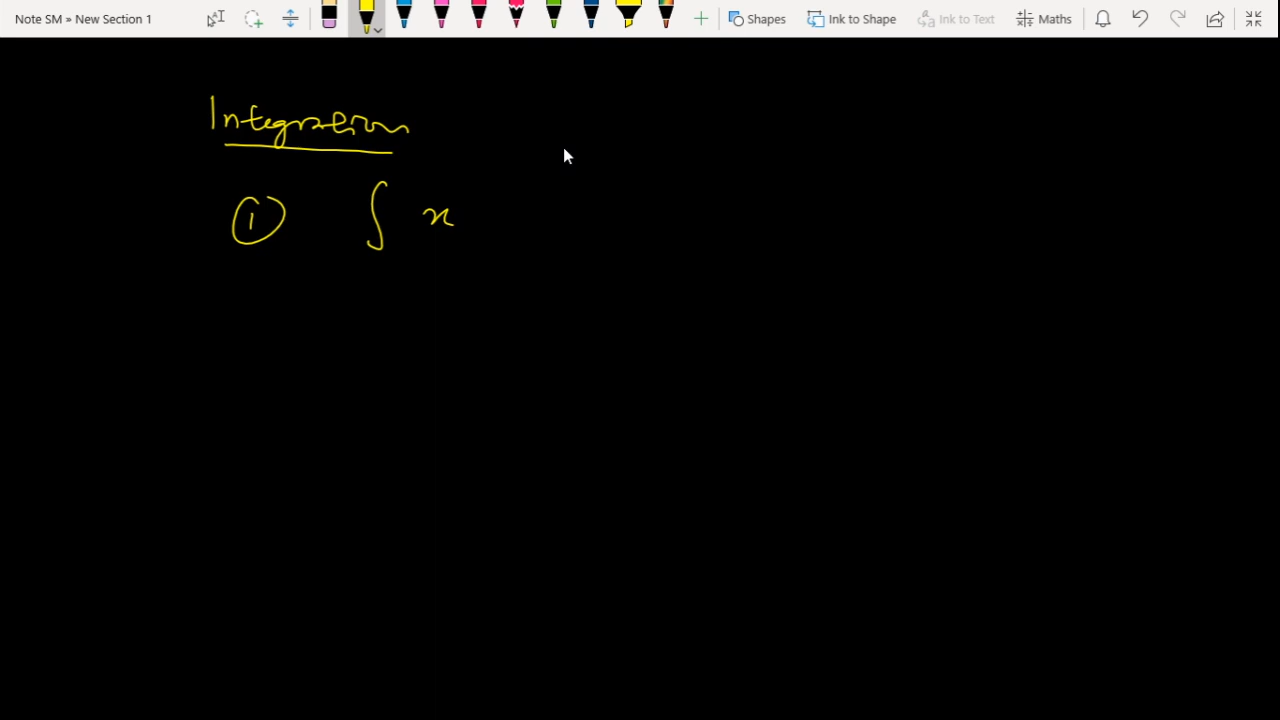 Note SM » New Section 1
Shapes
Ink to Shape
Ink to Text
Maths
Integration
① ∫ x